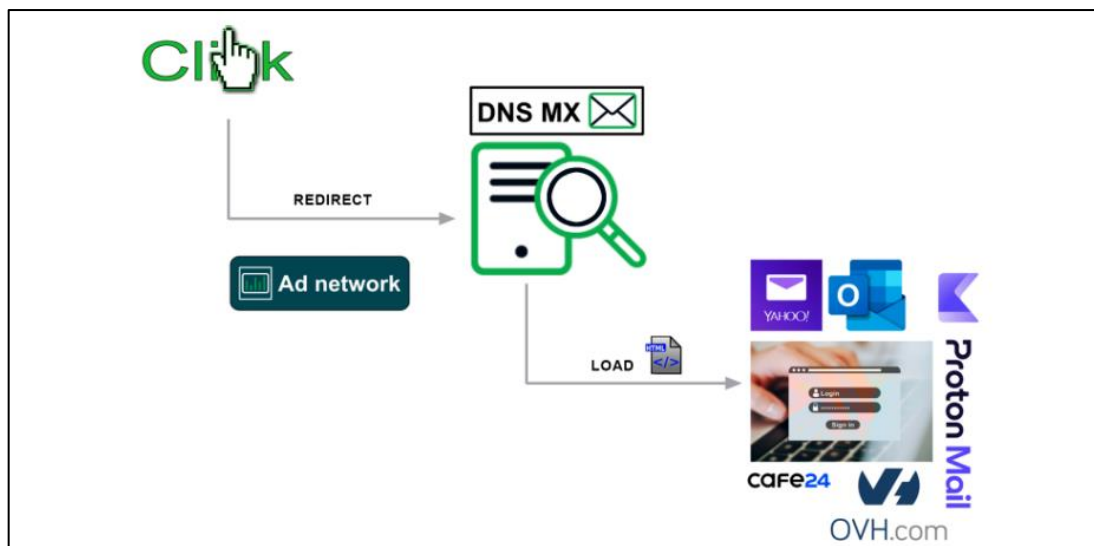 Click
DNS MX
REDIRECT
Ad network
HTML
</>
LOAD
YAHOO!
O
Proton Mail
Login
Sign in
CAFE24
OVH.com